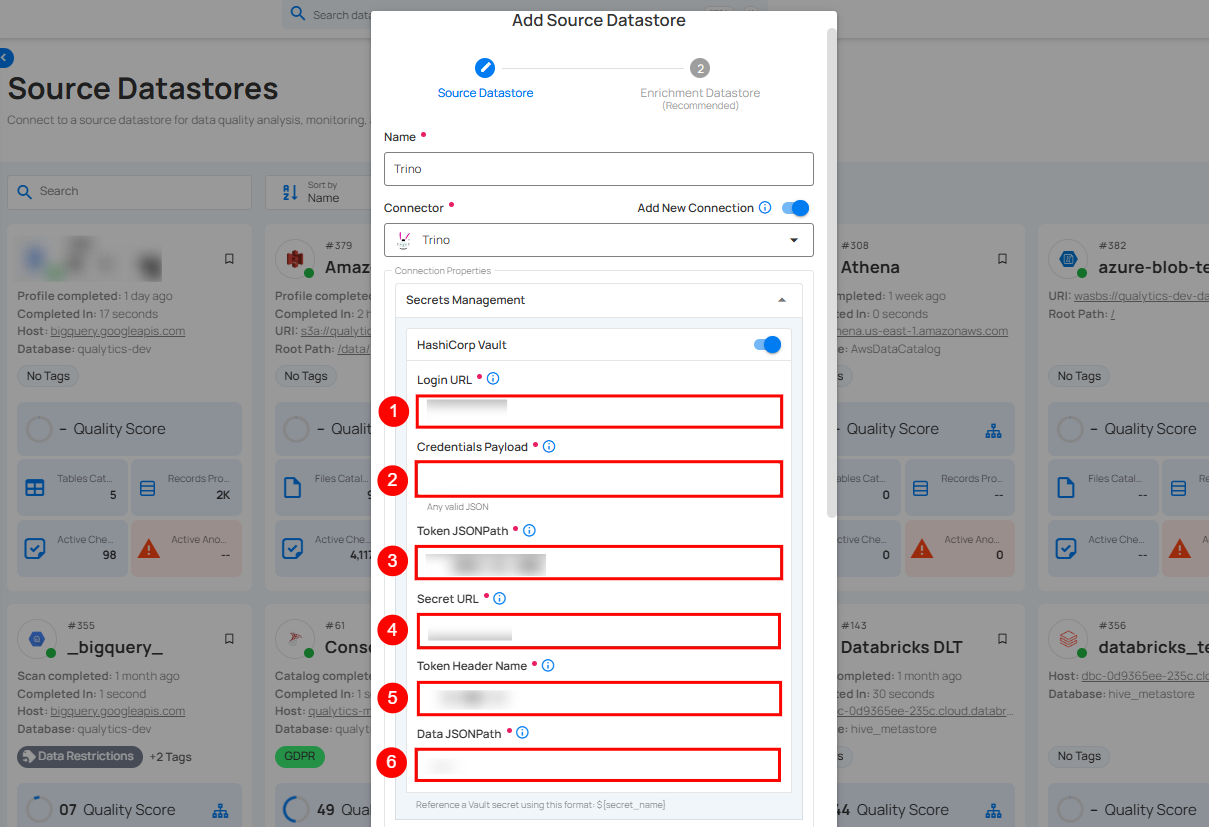 Search data
Add Source Datastore
2
Source Datastore
Enrichment Datastore
(Recommended)
Source Datastores
Connect to a source datastore for data quality analysis, monitoring,
Name •
Trino
Search
Sort by
Name
Connector •
Add New Connection
Trino
Connection Properties
Secrets Management
HashiCorp Vault
Login URL •
1
Credentials Payload •
2
Any valid JSON
Token JSONPath •
3
Secret URL •
4
Token Header Name •
5
Data JSONPath •
6
Reference a Vault secret using this format: ${secret_name}
Profile completed: 1 day ago
Completed In: 17 seconds
Host: bigquery.googleapis.com
Database: qualytics-dev
No Tags
– Quality Score
Tables Cat...
5
Records Pro...
2K
Active Che...
98
Active Ano...
--
#379
Amaz
Profile completed:
Completed In: 2 h
URI: s3a://qualytic
Root Path: /data/
No Tags
– Quali
Files Catal...
9
Active Che...
4,117
#308
Athena
mpleted: 1 week ago
ed In: 0 seconds
ena.us-east-1.amazonaws.com
e: AwsDataCatalog
s
– Quality Score
ables Cat...
0
Records Pro...
--
ctive Che...
0
Active Ano...
0
#382
azure-blob-te
URI: wasbs://qualytics-dev-da
Root Path: /
No Tags
– Quality Score
Files Catal...
--
Re
Active Che...
--
A
#355
_bigquery_
Scan completed: 1 month ago
Completed In: 1 second
Host: bigquery.googleapis.com
Database: qualytics-dev
Data Restrictions
+2 Tags
07 Quality Score
#61
Conso
Catalog complete
Completed In: 1 s
Host: qualytics-m
Database: qualyti
GDPR
49 Qua
#143
Databricks DLT
mpleted: 1 month ago
ed In: 30 seconds
c-0d9365ee-235c.cloud.databr...
e: hive_metastore
s
44 Quality Score
#356
databricks_te
Host: dbc-0d9365ee-235c.clo
Database: hive_metastore
No Tags
– Quality Score